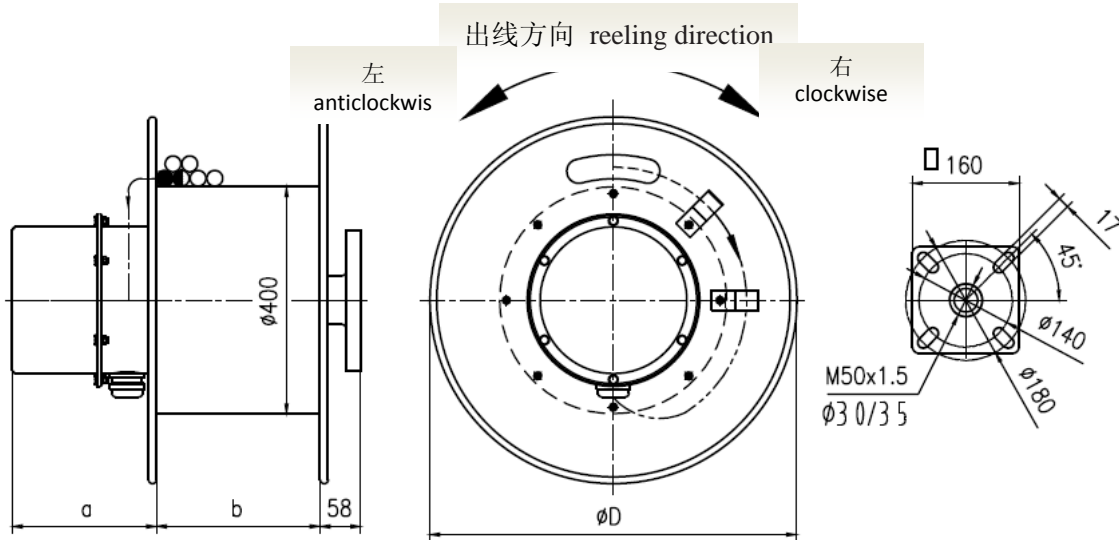 出线方向 reeling direction
左
anticlockwis
右
clockwise
160
17
45°
ø400
ø140
ø180
M50x1.5
ø30/35
a
b
58
øD